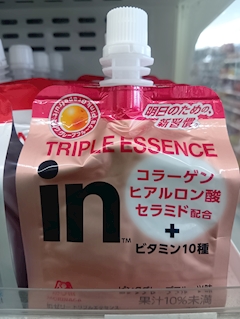 明日のための、
新習慣。
TRIPLE ESSENCE
in
TM
コラーゲン
ヒアルロン酸
セラミド配合
+
ビタミン10種
果汁10%未満